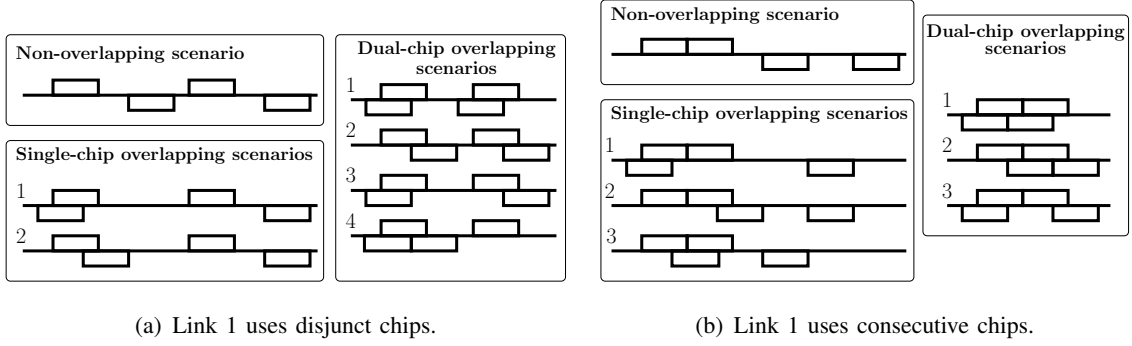 Non-overlapping scenario
Single-chip overlapping scenarios
1
2
Dual-chip overlapping
scenarios
1
2
3
4
(a) Link 1 uses disjunct chips.
Non-overlapping scenario
Single-chip overlapping scenarios
1
2
3
Dual-chip overlapping
scenarios
1
2
3
(b) Link 1 uses consecutive chips.